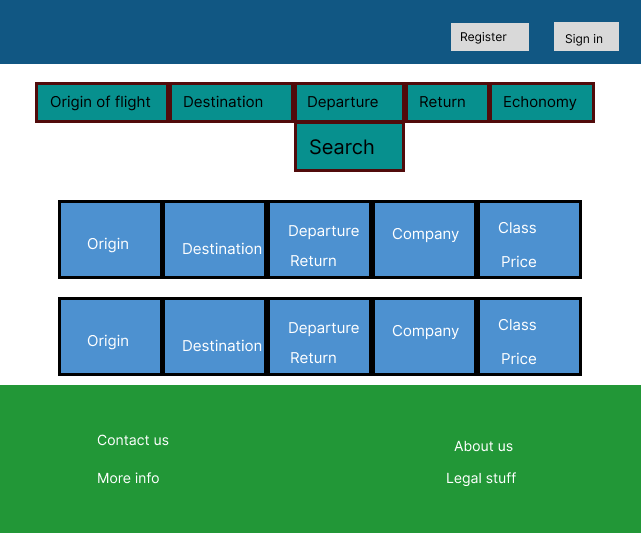 Register
Sign in
Origin of flight
Destination
Departure
Return
Echonomy
Search
Origin
Destination
Departure
Return
Company
Class
Price
Origin
Destination
Departure
Return
Company
Class
Price
Contact us
More info
About us
Legal stuff